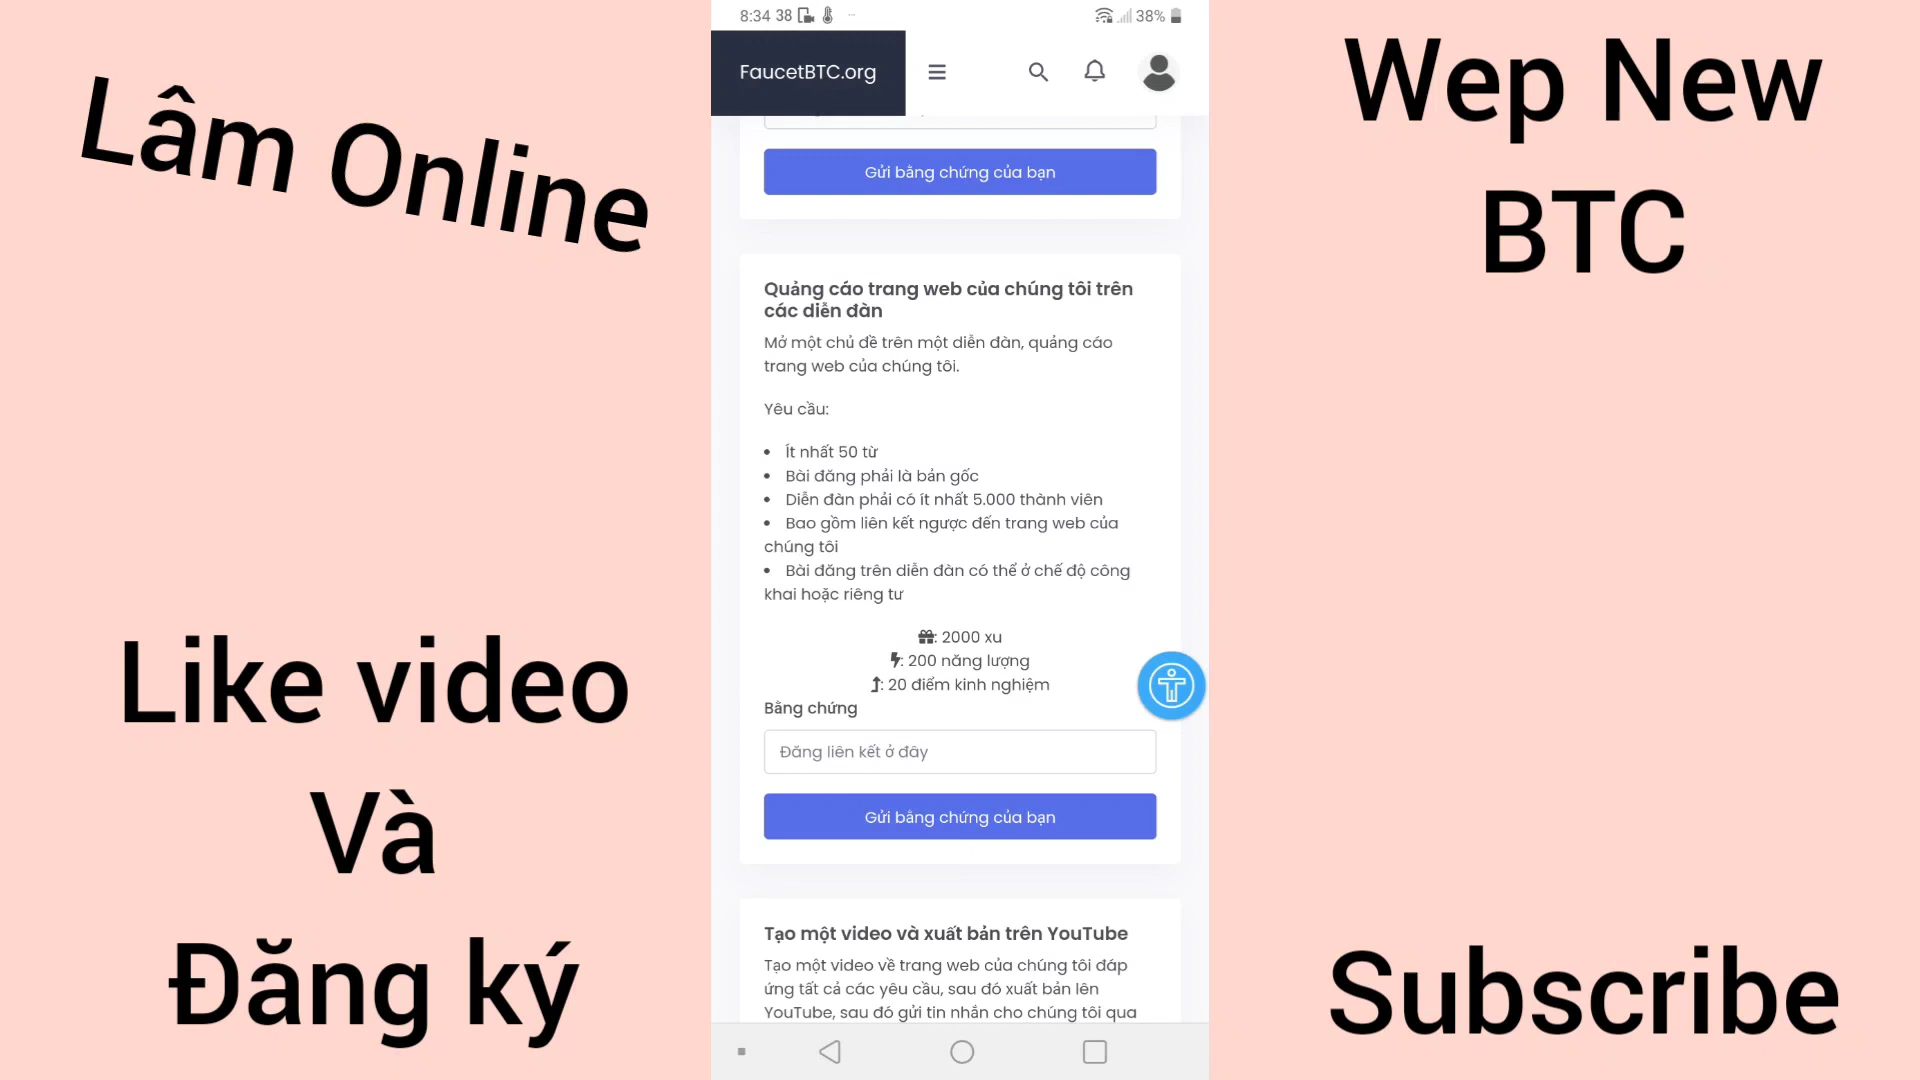 Lâm Online
Like video
Và
Đăng ký
8:34 38
38%
FaucetBTC.org
Gửi bằng chứng của bạn
Quảng cáo trang web của chúng tôi trên
các diễn đàn
Mở một chủ đề trên một diễn đàn, quảng cáo
trang web của chúng tôi.
Yêu cầu:
• Ít nhất 50 từ
• Bài đăng phải là bản gốc
• Diễn đàn phải có ít nhất 5.000 thành viên
• Bao gồm liên kết ngược đến trang web của
chúng tôi
• Bài đăng trên diễn đàn có thể ở chế độ công
khai hoặc riêng tư
: 2000 xu
: 200 năng lượng
: 20 điểm kinh nghiệm
Bằng chứng
Đăng liên kết ở đây
Gửi bằng chứng của bạn
Tạo một video và xuất bản trên YouTube
Tạo một video về trang web của chúng tôi đáp
ứng tất cả các yêu cầu, sau đó xuất bản lên
YouTube, sau đó gửi tin nhắn cho chúng tôi qua
Wep New
BTC
Subscribe